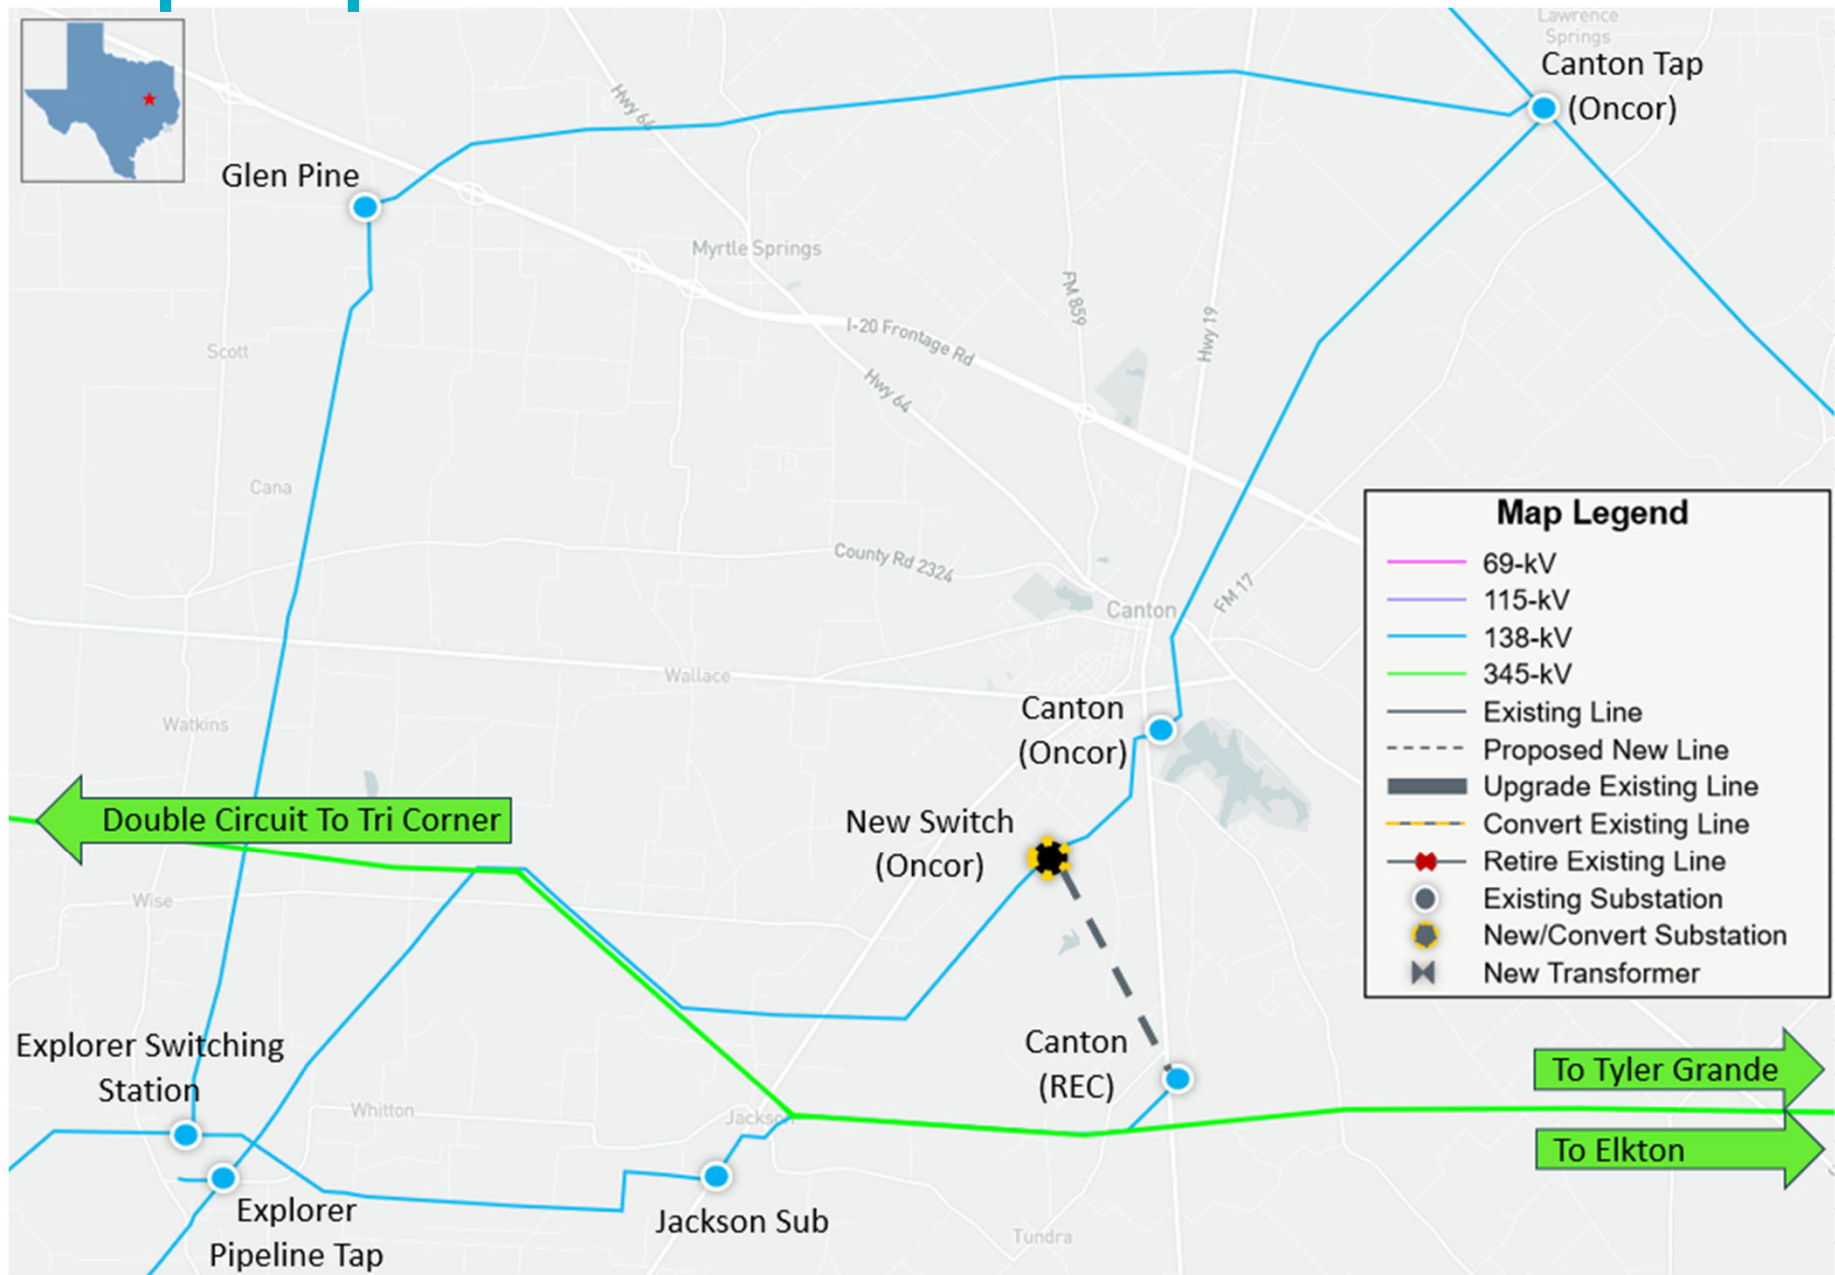 Lawrence
Springs
Canton Tap
(Oncor)
Hwy 64
Glen Pine
Myrtle Springs
FM 859
Hwy 19
I-20 Frontage Rd
Scott
Hwy 64
Cana
Map Legend
69-kV
115-kV
138-kV
345-kV
Existing Line
Proposed New Line
Upgrade Existing Line
Convert Existing Line
Retire Existing Line
Existing Substation
New/Convert Substation
New Transformer
County Rd 2324
FM 17
Canton
Wallace
Watkins
Canton
(Oncor)
Double Circuit To Tri Corner
New Switch
(Oncor)
Wise
Explorer Switching
Station
Canton
(REC)
To Tyler Grande
Whitton
Jackson
To Elkton
Explorer
Pipeline Tap
Jackson Sub
Tundra